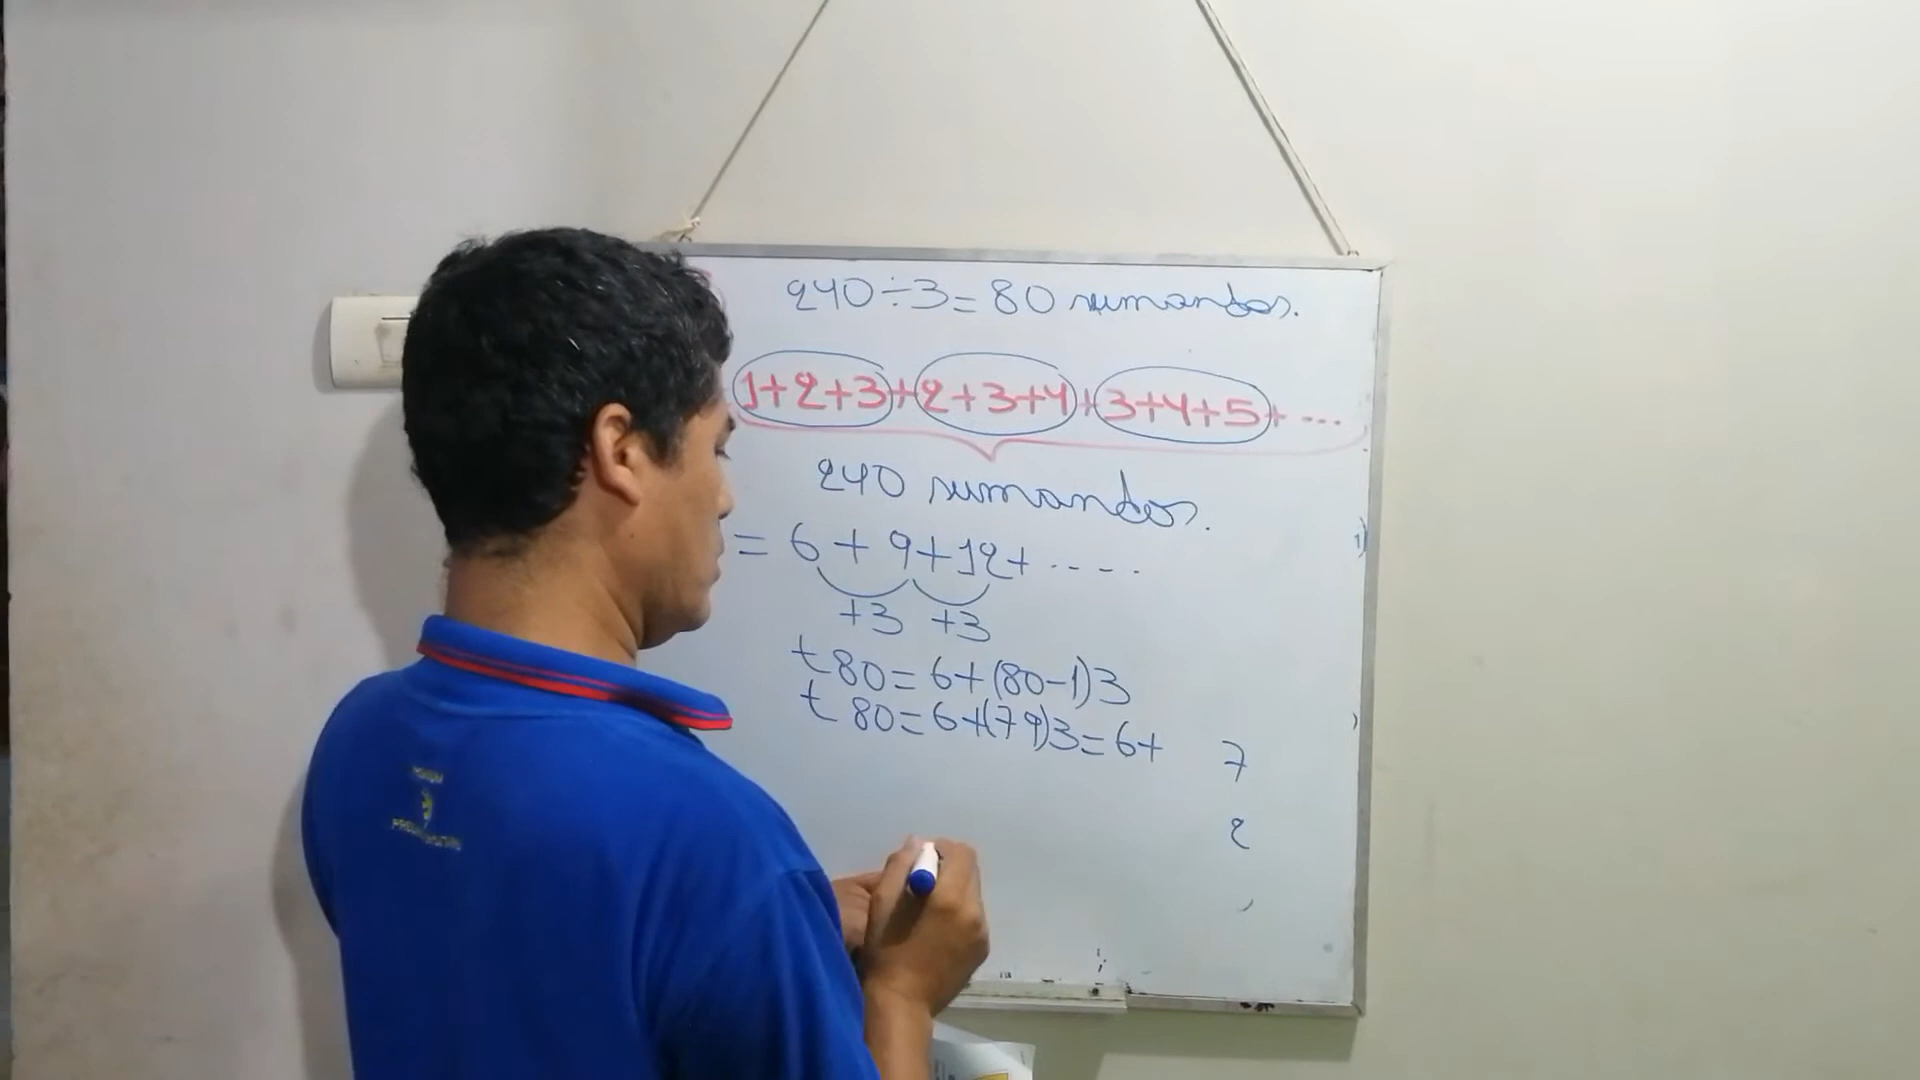 240÷3=80 sumandos.
1+2+3+2+3+4+3+4+5+...
240 sumandos.
= 6+9+12+.....
+3 +3
t80=6+(80-1)3
t80=6+(79)3=6+
7
2